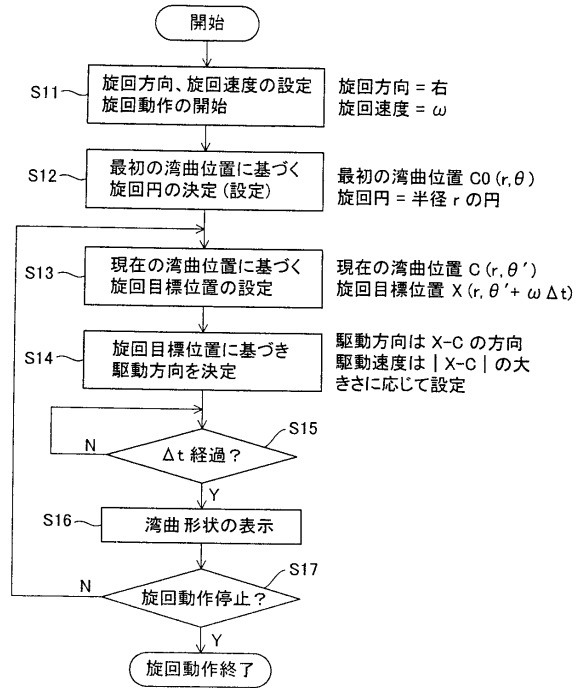 開始
S11
旋回方向、旋回速度の設定
旋回動作の開始
旋回方向 = 右
旋回速度 = ω
S12
最初の湾曲位置に基づく
旋回円の決定(設定)
最初の湾曲位置 C0(r,θ)
旋回円 = 半径 r の円
S13
現在の湾曲位置に基づく
旋回目標位置の設定
現在の湾曲位置 C(r,θ′)
旋回目標位置 X(r,θ′+ωΔt)
S14
旋回目標位置に基づき
駆動方向を決定
駆動方向は X-C の方向
駆動速度は | X-C | の大
きさに応じて設定
S15
Δt 経過?
N
Y
S16
湾曲形状の表示
S17
旋回動作停止?
N
Y
旋回動作終了